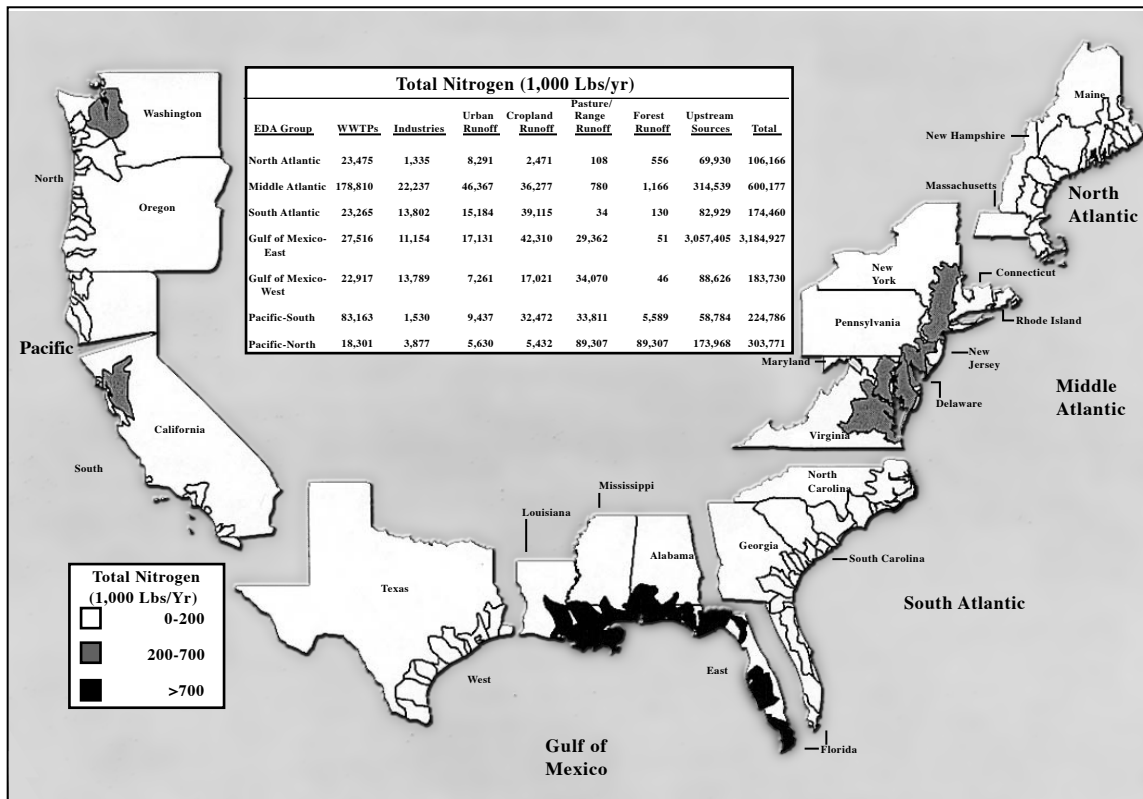 Total Nitrogen (1,000 Lbs/yr)
EDA Group WWTPs Industries Urban Runoff Cropland Runoff Pasture/ Range Runoff Forest Runoff Upstream Sources Total
North Atlantic 23,475 1,335 8,291 2,471 108 556 69,930 106,166
Middle Atlantic 178,810 22,237 46,367 36,277 780 1,166 314,539 600,177
South Atlantic 23,265 13,802 15,184 39,115 34 130 82,929 174,460
Gulf of Mexico- 27,516 11,154 17,131 42,310 29,362 51 3,057,405 3,184,927
East
Gulf of Mexico- 22,917 13,789 7,261 17,021 34,070 46 88,626 183,730
West
Pacific-South 83,163 1,530 9,437 32,472 33,811 5,589 58,784 224,786
Pacific-North 18,301 3,877 5,630 5,432 89,307 89,307 173,968 303,771
Washington
North
Oregon
Pacific
California
South
Maine
New Hampshire
Massachusetts
North
Atlantic
New
York
Connecticut
Pennsylvania
Rhode Island
Maryland
New
Jersey
Middle
Atlantic
Delaware
Virginia
North
Carolina
Mississippi
Louisiana
Alabama
Georgia
South Carolina
Texas
South Atlantic
West
East
Florida
Gulf of
Mexico
Total Nitrogen
(1,000 Lbs/Yr)
0-200
200-700
>700